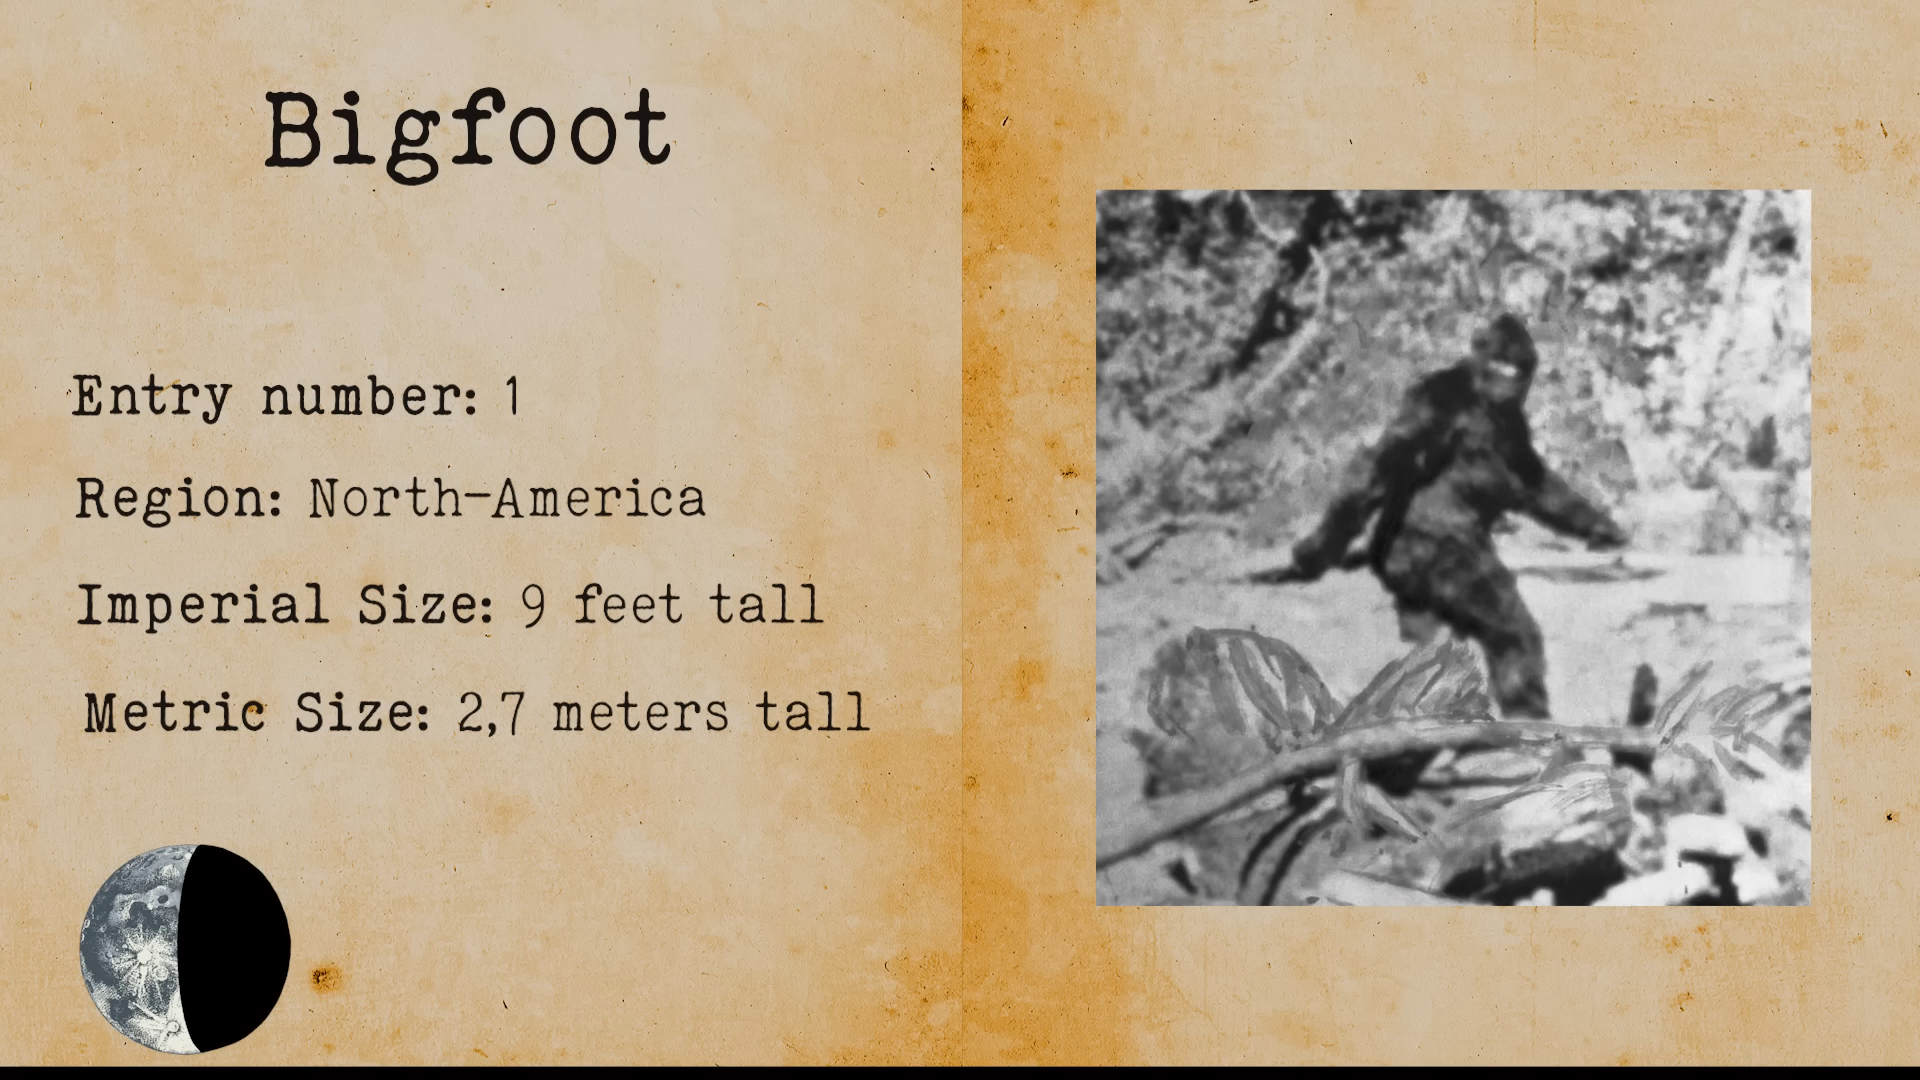 Bigfoot
Entry number: 1
Region: North-America
Imperial Size: 9 feet tall
Metric Size: 2,7 meters tall